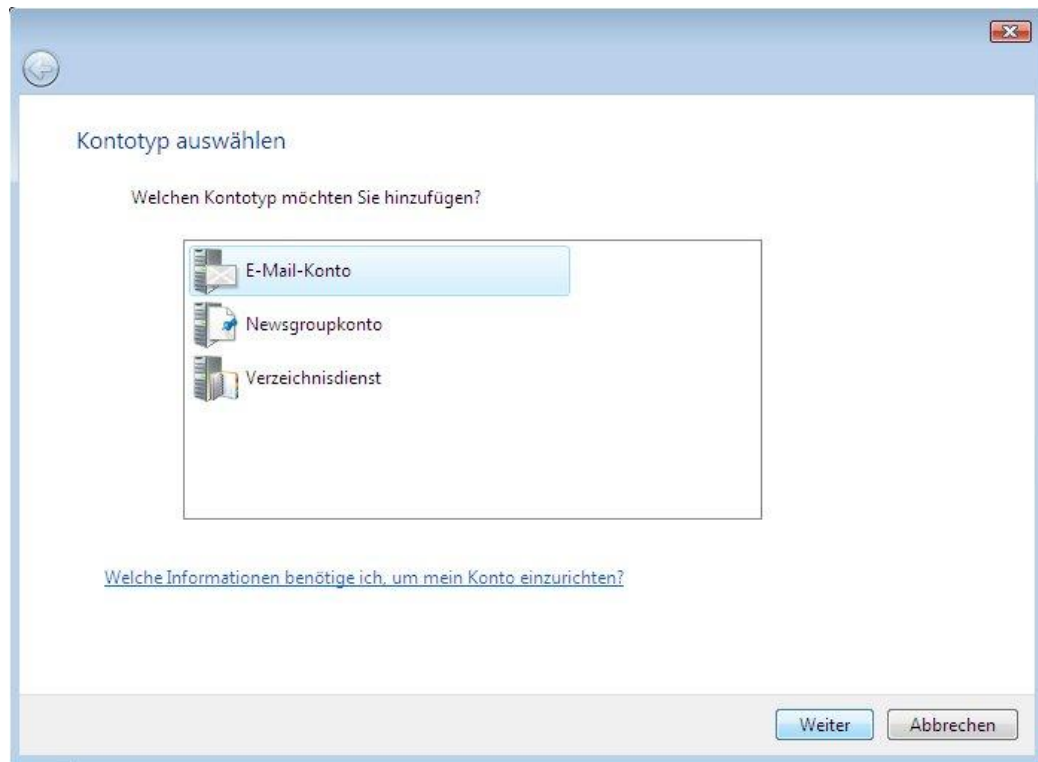 Kontotyp auswählen
Welchen Kontotyp möchten Sie hinzufügen?
E-Mail-Konto
Newsgroupkonto
Verzeichnisdienst
Welche Informationen benötige ich, um mein Konto einzurichten?
Weiter Abbrechen